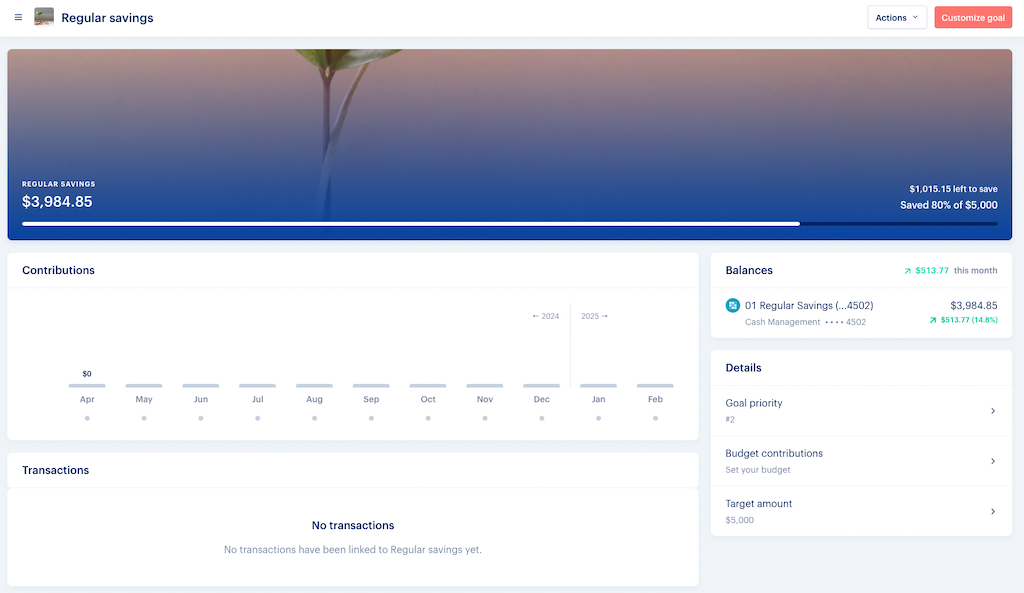 Regular savings
Actions
Customize goal
REGULAR SAVINGS
$3,984.85
$1,015.15 left to save
Saved 80% of $5,000
Contributions
← 2024
2025 →
$0
Apr May Jun Jul Aug Sep Oct Nov Dec Jan Feb
Transactions
No transactions
No transactions have been linked to Regular savings yet.
Balances
↗ $513.77 this month
01 Regular Savings (...4502)
$3,984.85
Cash Management •••• 4502
↗ $513.77 (14.8%)
Details
Goal priority
#2
Budget contributions
Set your budget
Target amount
$5,000